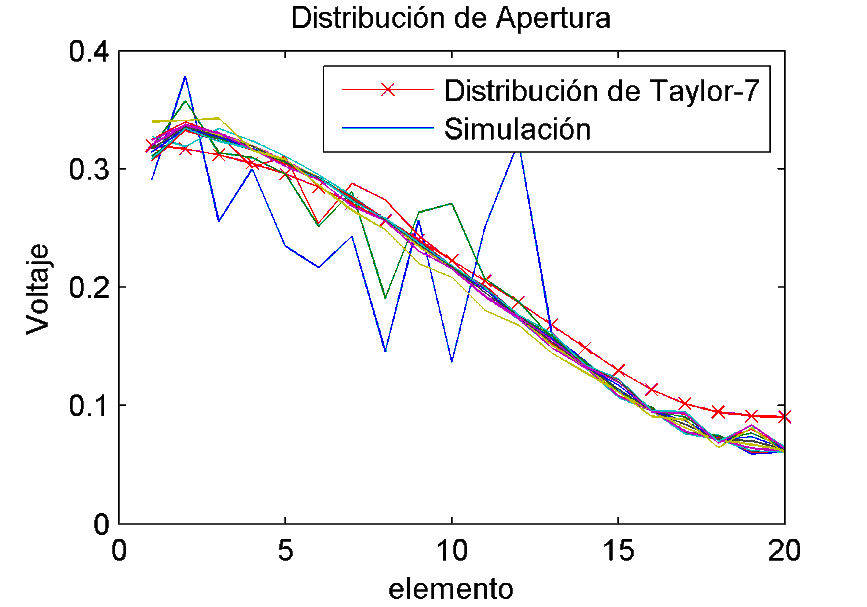 Distribución de Apertura
0.4
0.3
0.2
0.1
0
Voltaje
Distribución de Taylor-7
Simulación
0 5 10 15 20
elemento